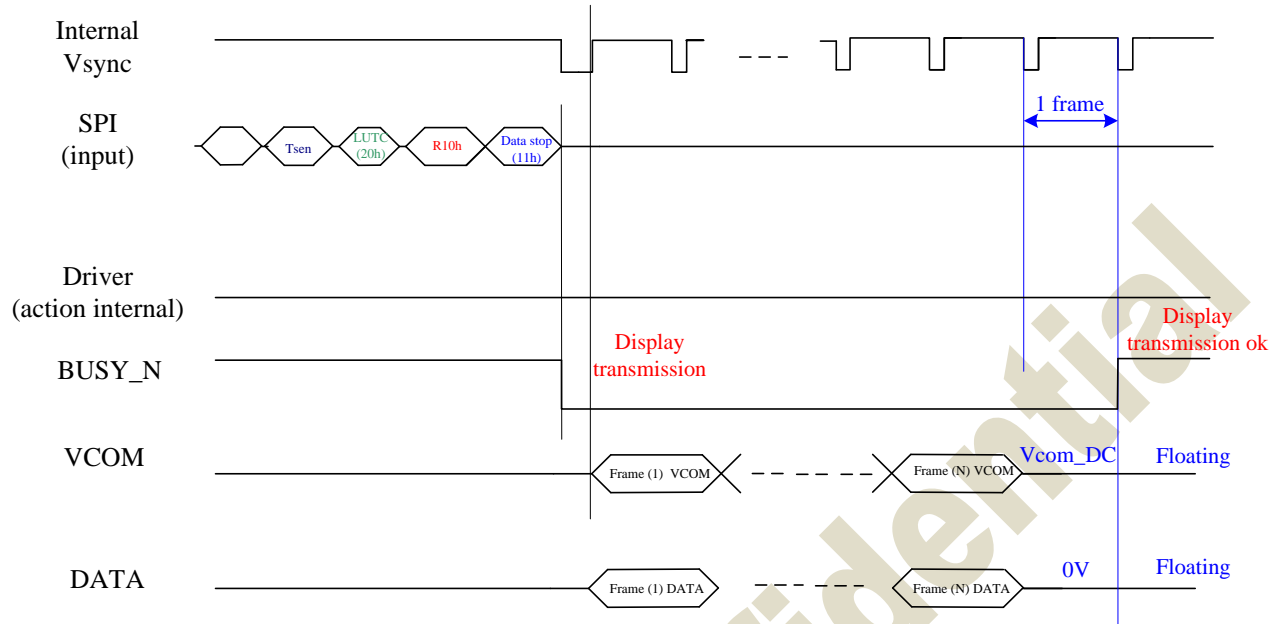 Internal
Vsync
1 frame
SPI
(input)
Tsen
LUTC
(20h)
R10h
Data stop
(11h)
Driver
(action internal)
Display
transmission
Display
transmission ok
BUSY_N
VCOM
Frame (1) VCOM
Frame (N) VCOM
Vcom_DC
Floating
DATA
Frame (1) DATA
Frame (N) DATA
0V
Floating
fidential